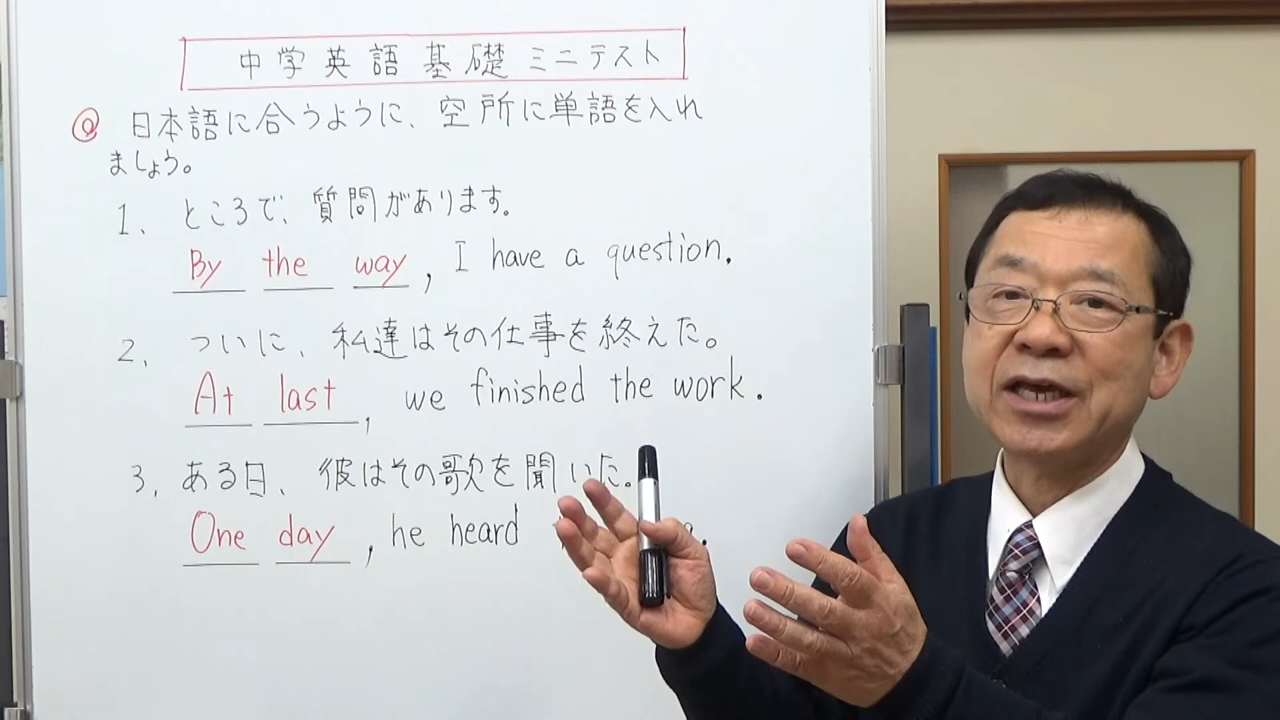 中学英語基礎ミニテスト
@ 日本語に合うように、空所に単語を入れ
ましょう。
1. ところで、質問があります。
By the way, I have a question.
2. ついに、私達はその仕事を終えた。
At last, we finished the work.
3. ある日、彼はその歌を聞いた。
One day, he heard